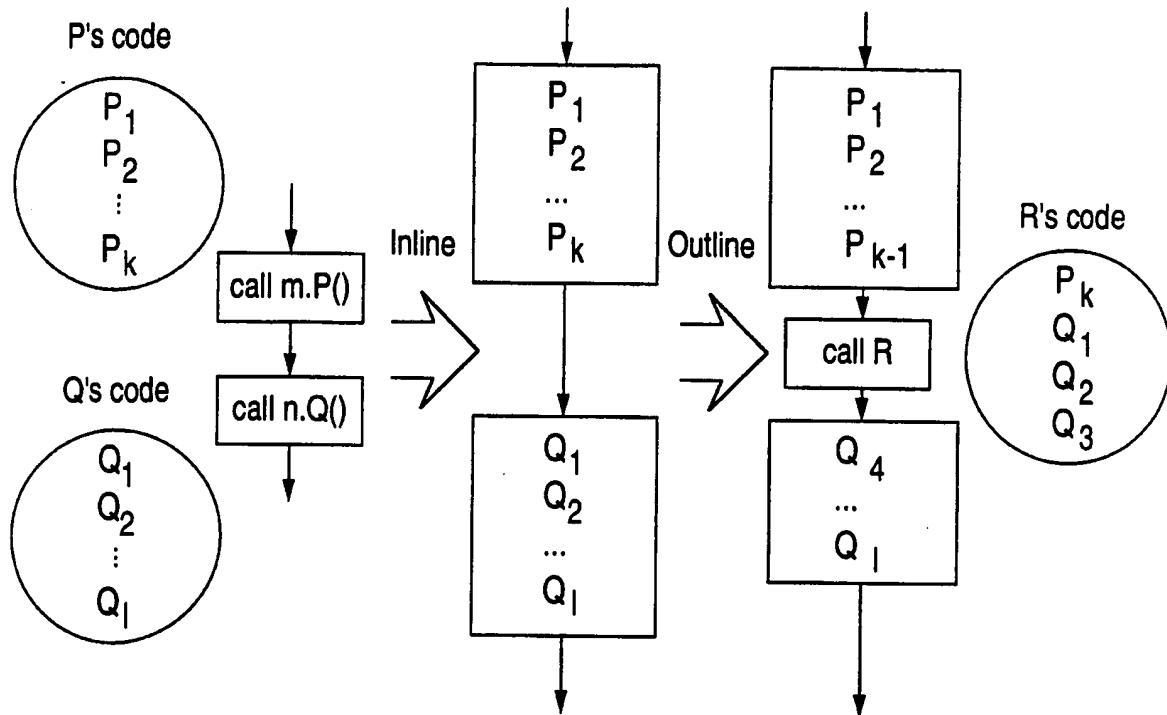 P's code
P₁
P₂
...
Pₖ
call m.P()
call n.Q()
Q's code
Q₁
Q₂
...
Qₗ
Inline
P₁
P₂
...
Pₖ
Q₁
Q₂
...
Qₗ
Outline
P₁
P₂
...
Pₖ₋₁
call R
Q₄
...
Qₗ
R's code
Pₖ
Q₁
Q₂
Q₃